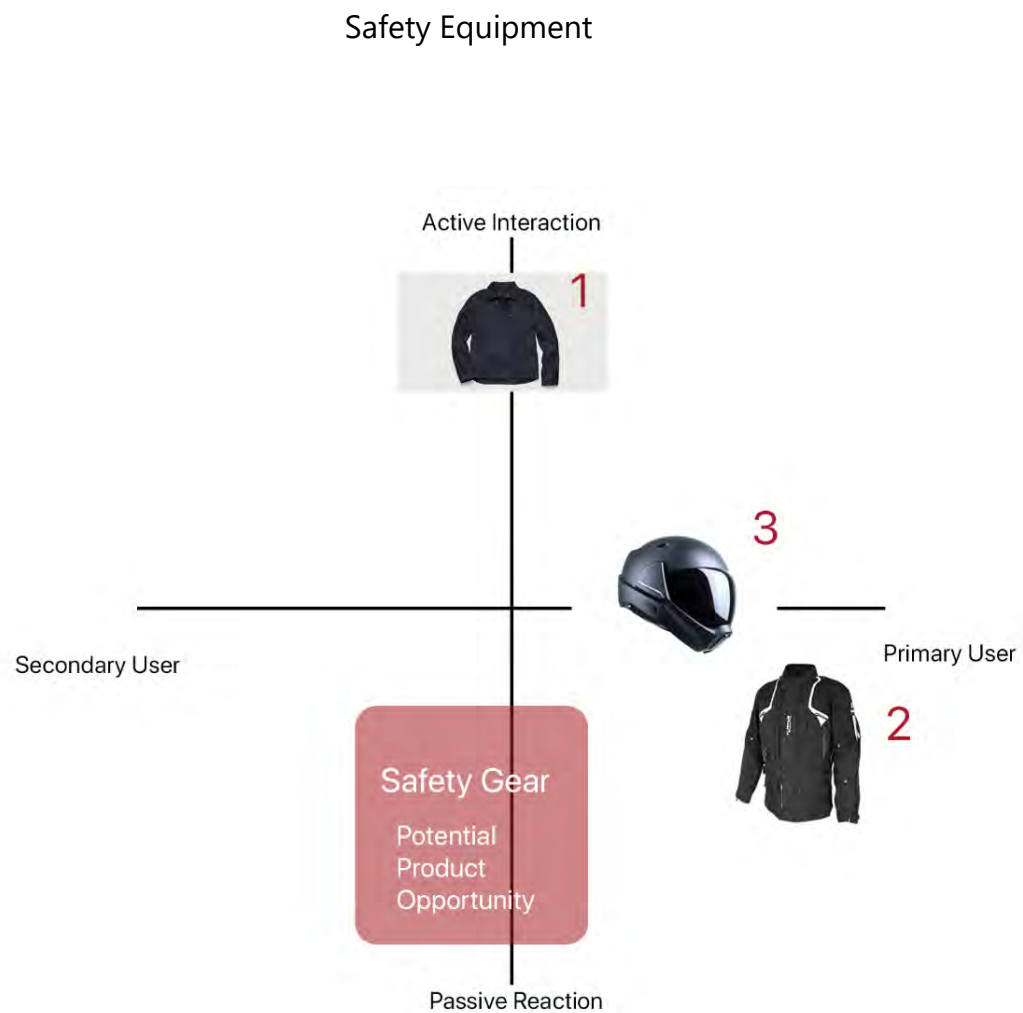 Safety Equipment
Active Interaction
1
3
Secondary User
Primary User
2
Safety Gear
Potential
Product
Opportunity
Passive Reaction